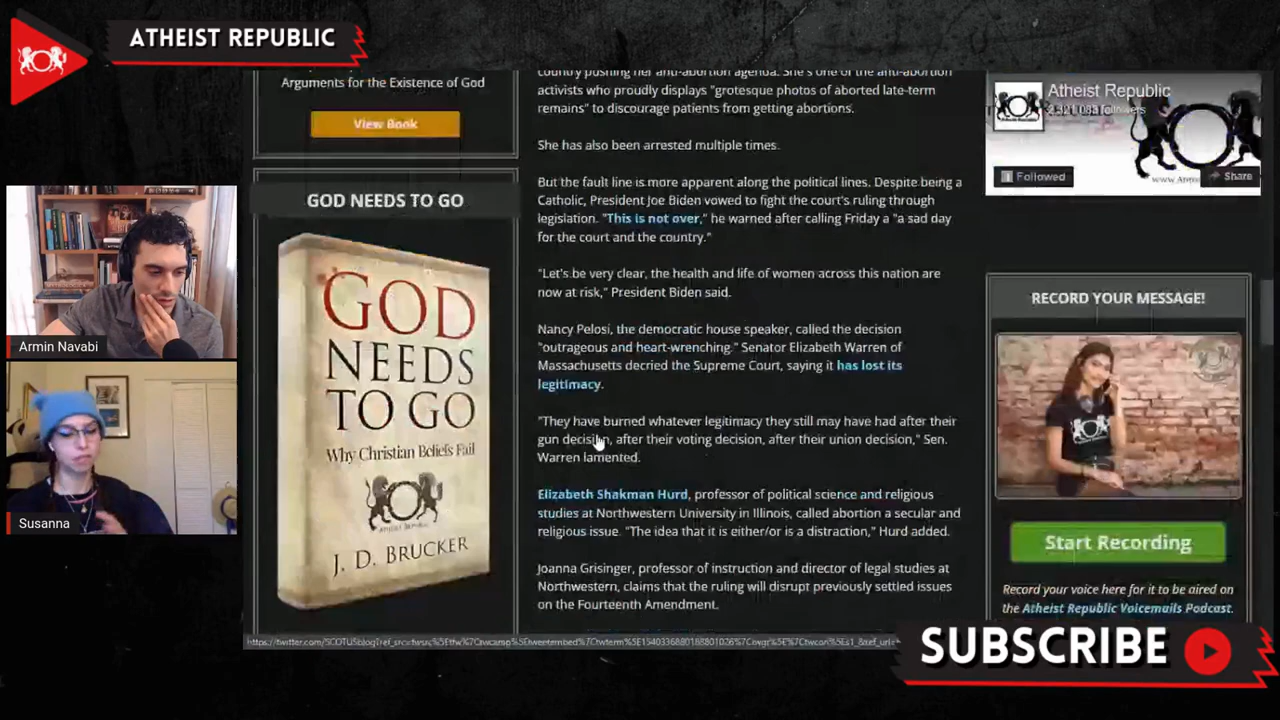 ATHEIST REPUBLIC
Arguments for the Existence of God
View Book
GOD NEEDS TO GO
GOD
NEEDS
TO GO
Why Christian Beliefs Fail
J. D. BRUCKER
Armin Navabi
Susanna
country pushing her anti-abortion agenda. She's one of the anti-abortion
activists who proudly displays "grotesque photos of aborted late-term
remains" to discourage patients from getting abortions.
She has also been arrested multiple times.
But the fault line is more apparent along the political lines. Despite being a
Catholic, President Joe Biden vowed to fight the court's ruling through
legislation. "This is not over," he warned after calling Friday a "a sad day
for the court and the country."
"Let's be very clear, the health and life of women across this nation are
now at risk," President Biden said.
Nancy Pelosi, the democratic house speaker, called the decision
"outrageous and heart-wrenching." Senator Elizabeth Warren of
Massachusetts decried the Supreme Court, saying it has lost its
legitimacy.
"They have burned whatever legitimacy they still may have had after their
gun decision, after their voting decision, after their union decision," Sen.
Warren lamented.
Elizabeth Shakman Hurd, professor of political science and religious
studies at Northwestern University in Illinois, called abortion a secular and
religious issue. "The idea that it is either/or is a distraction," Hurd added.
Joanna Grisinger, professor of instruction and director of legal studies at
Northwestern, claims that the ruling will disrupt previously settled issues
on the Fourteenth Amendment.
Atheist Republic
followers
Followed
Share
RECORD YOUR MESSAGE!
Start Recording
Record your voice here for it to be aired on
the Atheist Republic Voicemails Podcast.
SUBSCRIBE